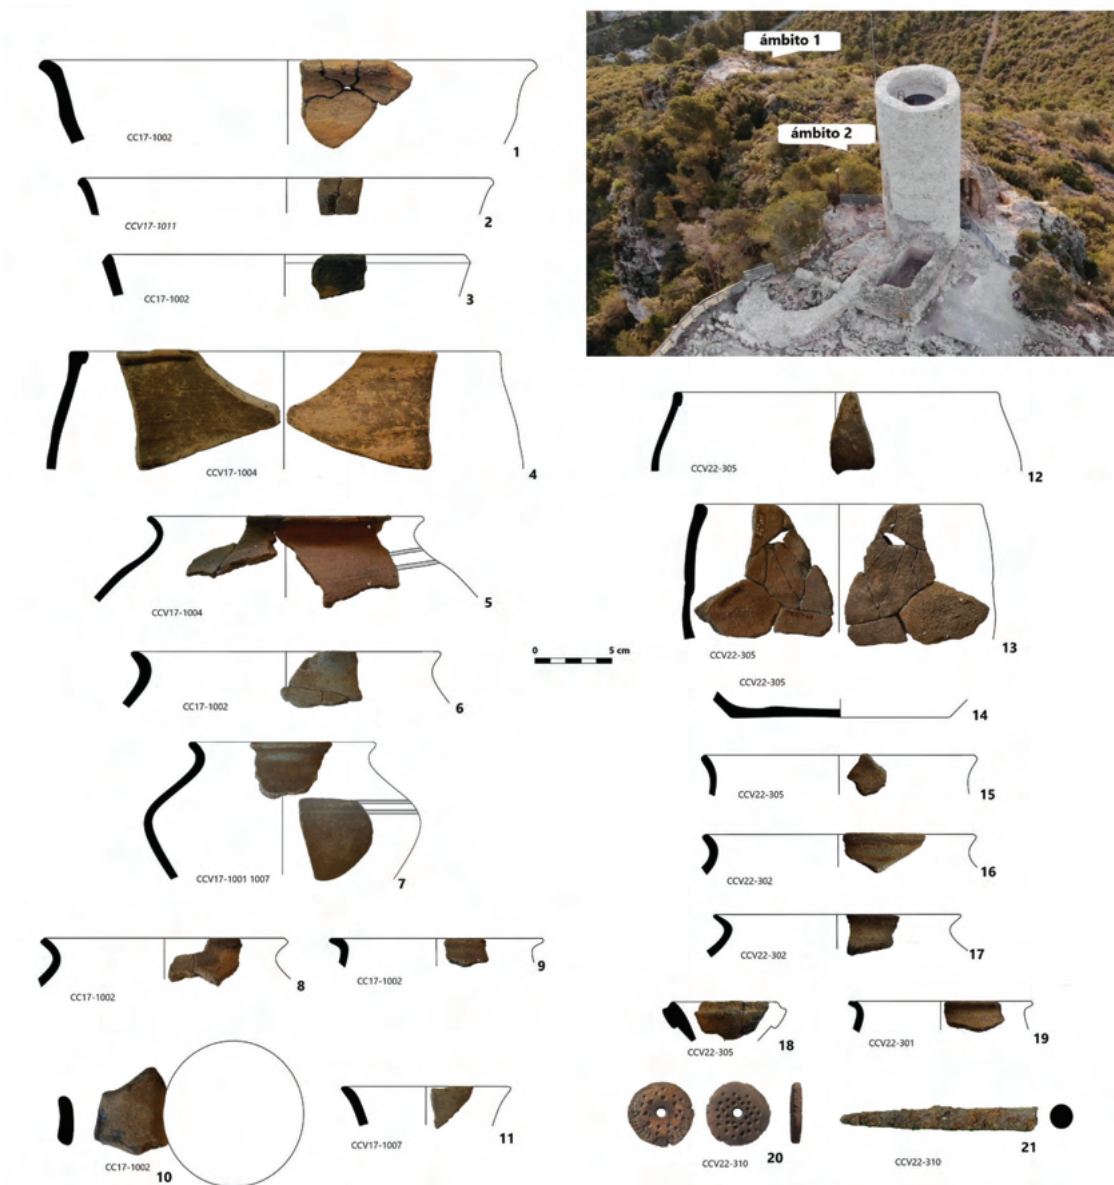 CC17-1002
1
CCV17-1011
2
CC17-1002
3
CCV17-1004
4
CCV17-1004
5
CC17-1002
6
CCV17-1001 1007
7
CC17-1002
8
CC17-1002
9
CC17-1002
10
CCV17-1007
11
ámbito 1
ámbito 2
0 5 cm
CCV22-305
12
CCV22-305
13
CCV22-305
14
CCV22-305
15
CCV22-302
16
CCV22-302
17
CCV22-305
18
CCV22-301
19
CCV22-310
20
CCV22-310
21